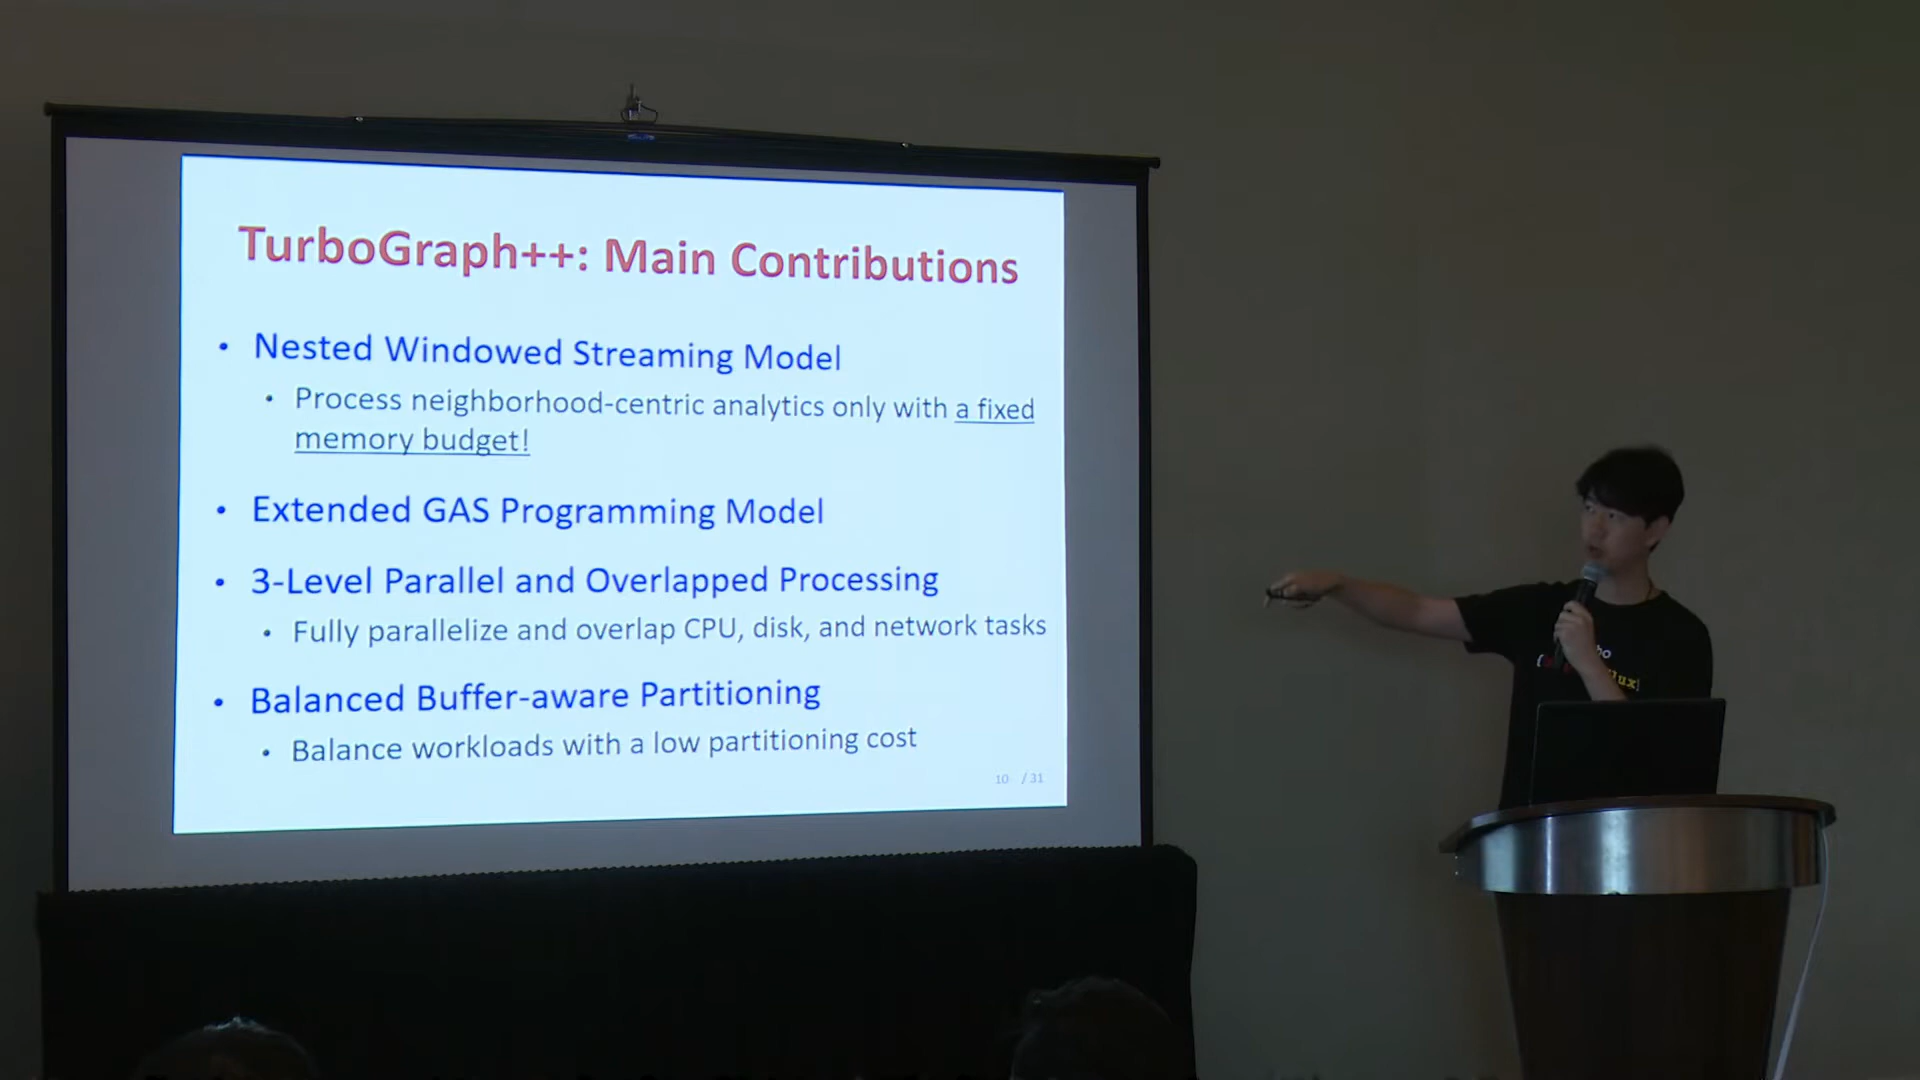 TurboGraph++: Main Contributions
• Nested Windowed Streaming Model
• Process neighborhood-centric analytics only with a fixed
memory budget!
• Extended GAS Programming Model
• 3-Level Parallel and Overlapped Processing
• Fully parallelize and overlap CPU, disk, and network tasks
• Balanced Buffer-aware Partitioning
• Balance workloads with a low partitioning cost
10 / 31